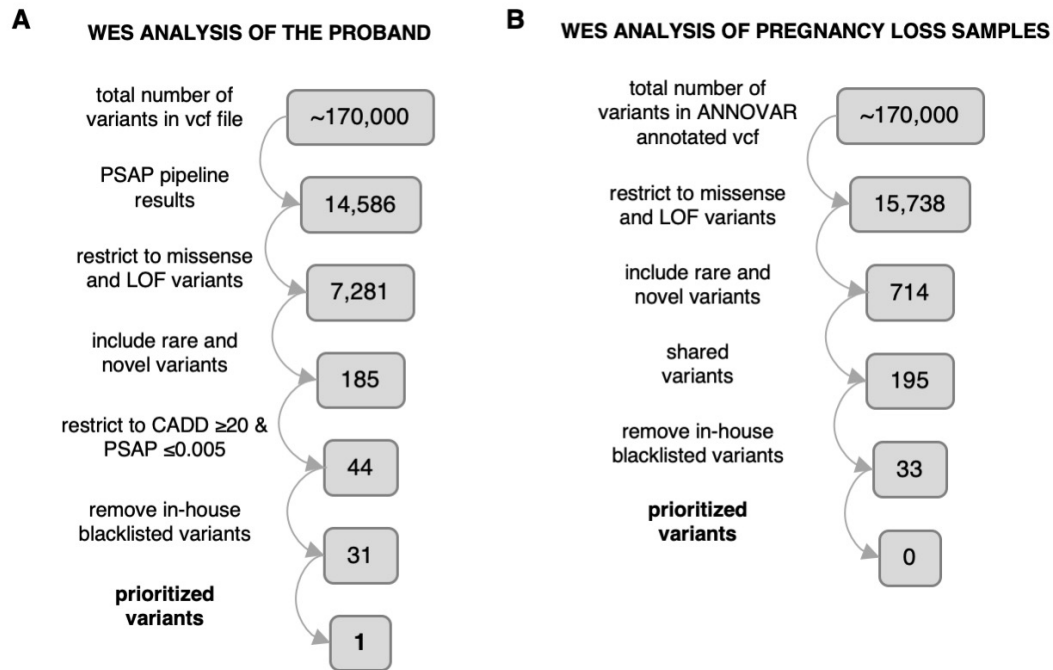 A
WES ANALYSIS OF THE PROBAND
total number of
variants in vcf file
~170,000
PSAP pipeline
results
14,586
restrict to missense
and LOF variants
7,281
include rare and
novel variants
185
restrict to CADD ≥20 &
PSAP ≤0.005
44
remove in-house
blacklisted variants
31
prioritized
variants
1
B
WES ANALYSIS OF PREGNANCY LOSS SAMPLES
total number of
variants in ANNOVAR
annotated vcf
~170,000
restrict to missense
and LOF variants
15,738
include rare and
novel variants
714
shared
variants
195
remove in-house
blacklisted variants
33
prioritized
variants
0